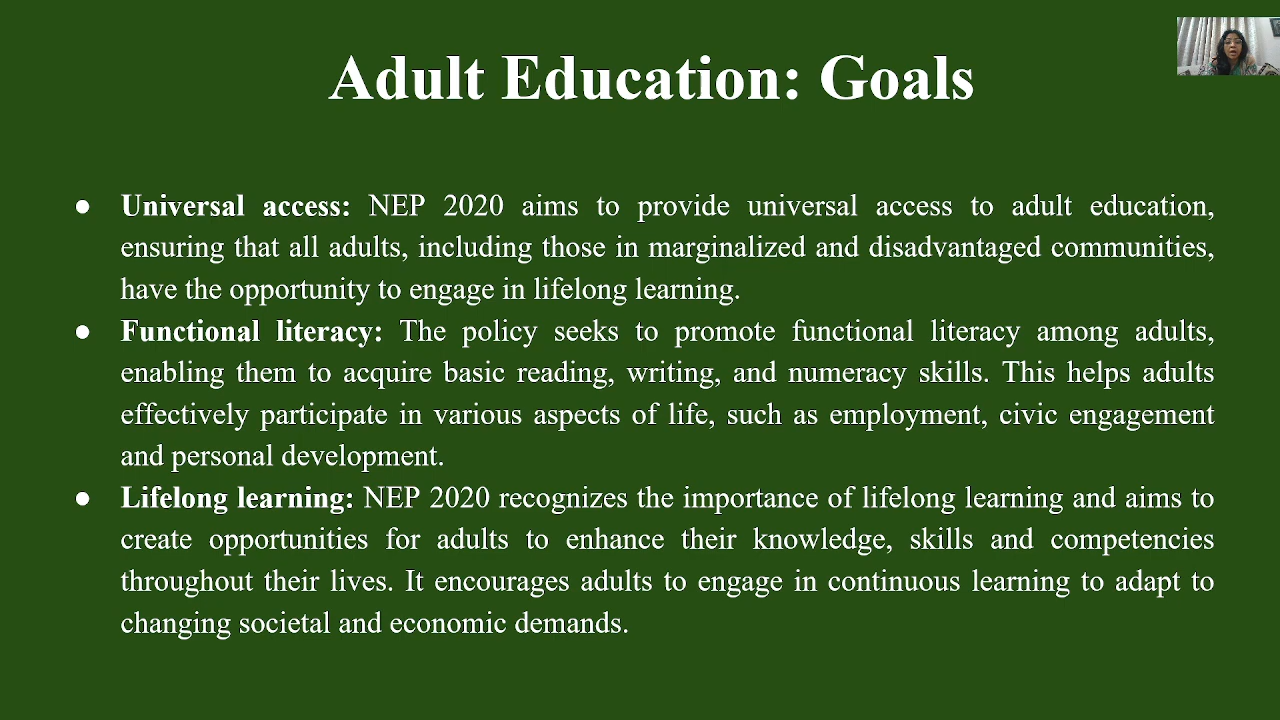 Adult Education: Goals
● Universal access: NEP 2020 aims to provide universal access to adult education,
ensuring that all adults, including those in marginalized and disadvantaged communities,
have the opportunity to engage in lifelong learning.
● Functional literacy: The policy seeks to promote functional literacy among adults,
enabling them to acquire basic reading, writing, and numeracy skills. This helps adults
effectively participate in various aspects of life, such as employment, civic engagement
and personal development.
● Lifelong learning: NEP 2020 recognizes the importance of lifelong learning and aims to
create opportunities for adults to enhance their knowledge, skills and competencies
throughout their lives. It encourages adults to engage in continuous learning to adapt to
changing societal and economic demands.